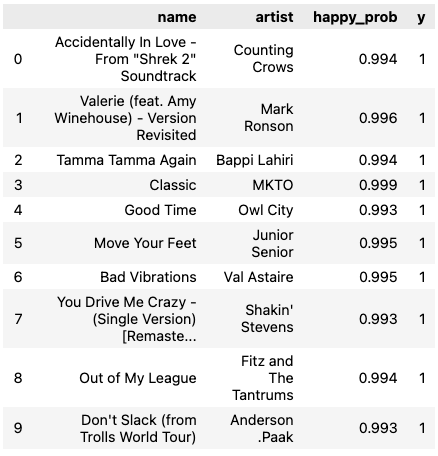 name artist happy_prob y
0 Accidentally In Love - From "Shrek 2" Soundtrack Counting Crows 0.994 1
1 Valerie (feat. Amy Winehouse) - Version Revisited Mark Ronson 0.996 1
2 Tamma Tamma Again Bappi Lahiri 0.994 1
3 Classic MKTO 0.999 1
4 Good Time Owl City 0.993 1
5 Move Your Feet Junior Senior 0.995 1
6 Bad Vibrations Val Astaire 0.995 1
7 You Drive Me Crazy - (Single Version) [Remaste... Shakin' Stevens 0.993 1
8 Out of My League Fitz and The Tantrums 0.994 1
9 Don't Slack (from Trolls World Tour) Anderson .Paak 0.993 1